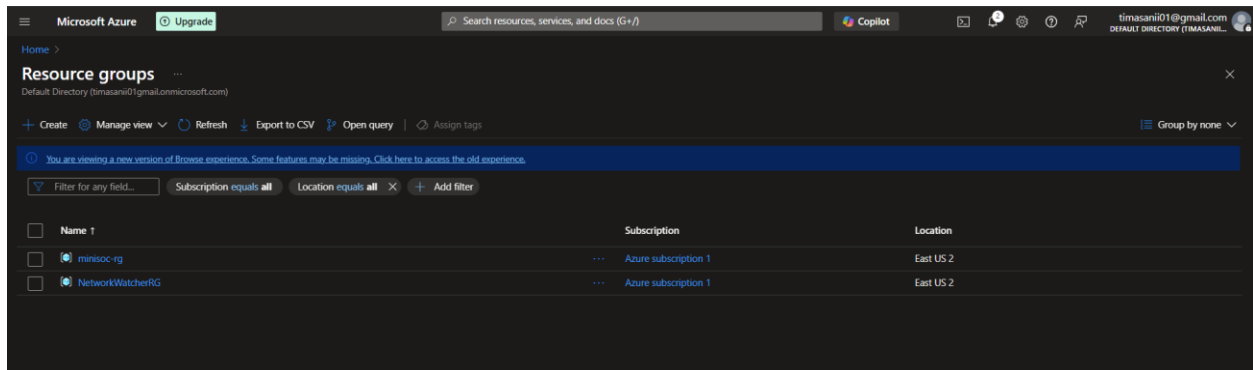 Microsoft Azure Upgrade Search resources, services, and docs (G+/) Copilot 2 timasanii01@gmail.com
DEFAULT DIRECTORY (TIMASANII...
Home >
Resource groups ...
Default Directory (timasanii01gmail.onmicrosoft.com)
Create Manage view Refresh Export to CSV Open query | Assign tags Group by none
You are viewing a new version of Browse experience. Some features may be missing. Click here to access the old experience.
Filter for any field... Subscription equals all Location equals all Add filter
Name ↑ Subscription Location
minisoc-rg ... Azure subscription 1 East US 2
NetworkWatcherRG ... Azure subscription 1 East US 2